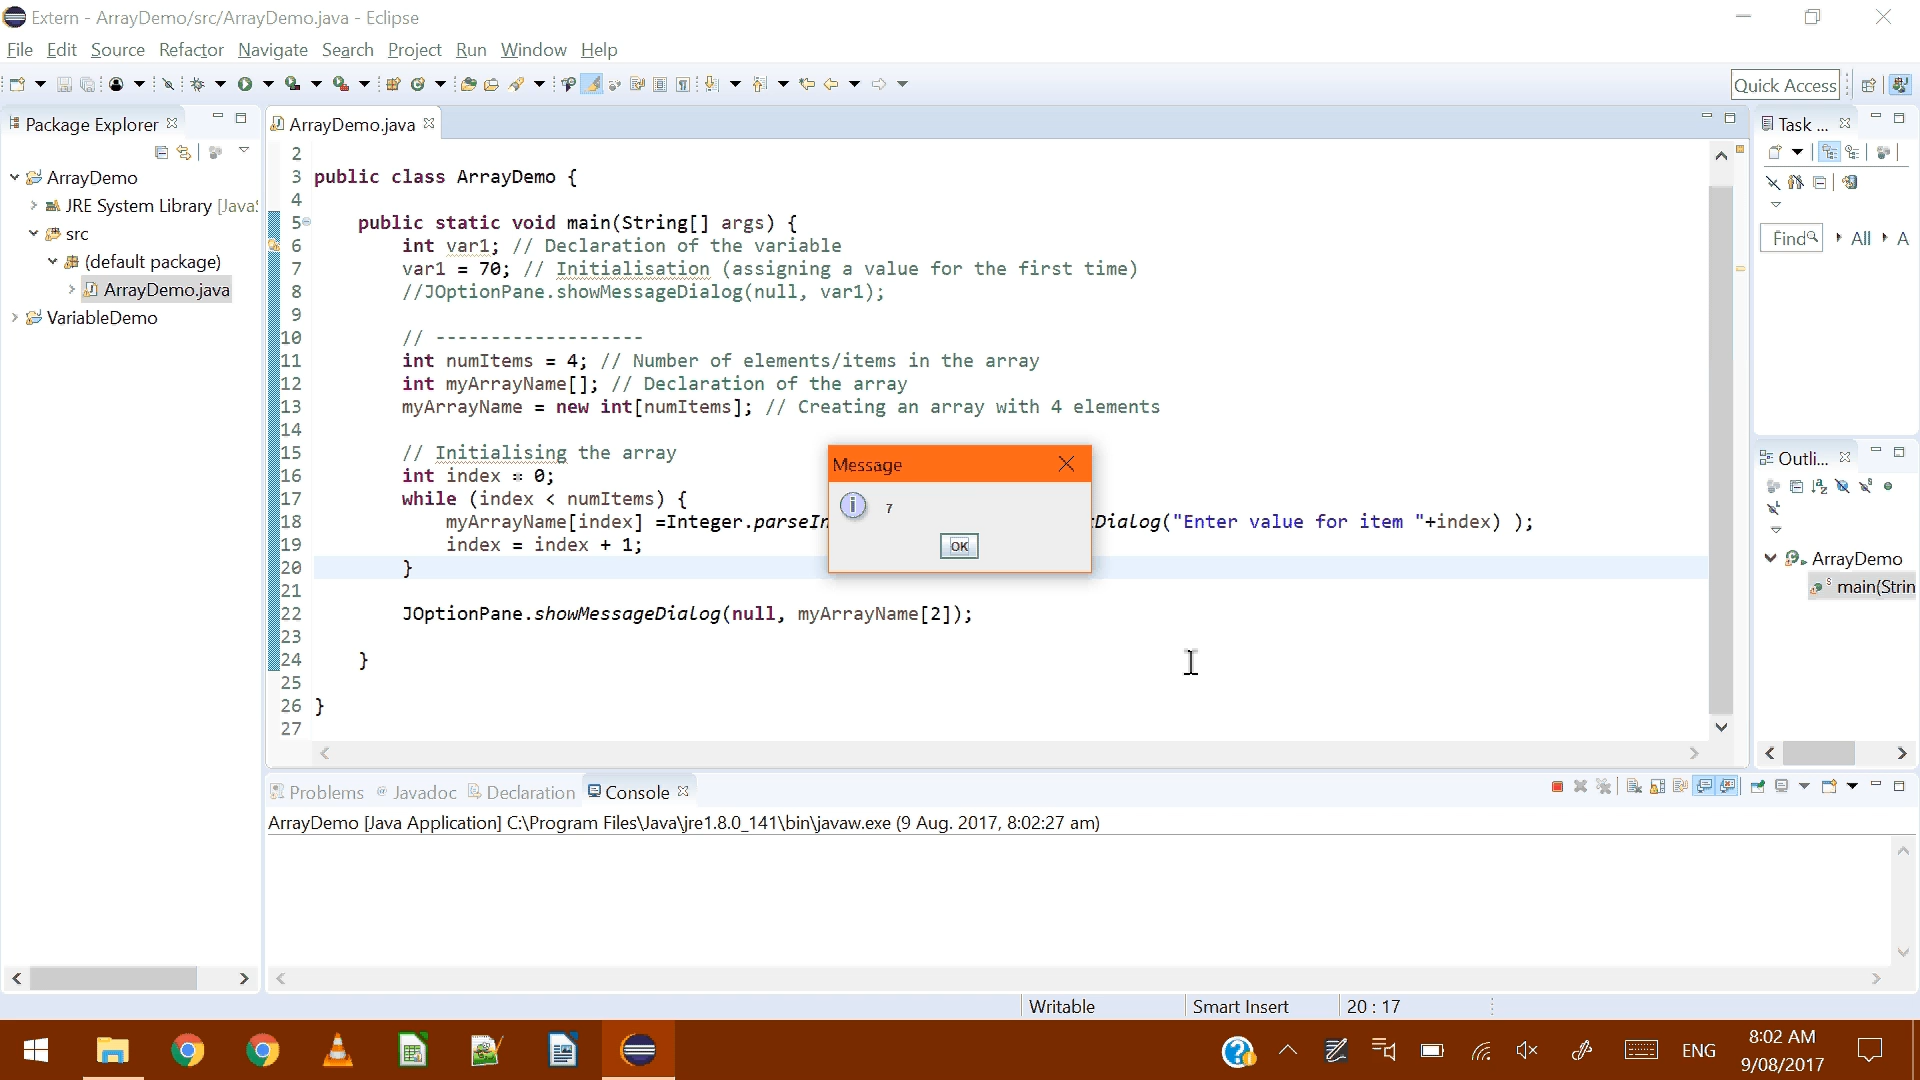 Extern - ArrayDemo/src/ArrayDemo.java - Eclipse
File Edit Source Refactor Navigate Search Project Run Window Help
Quick Access
Package Explorer
ArrayDemo
JRE System Library [Java
src
(default package)
ArrayDemo.java
VariableDemo
ArrayDemo.java
2
3 public class ArrayDemo {
4
5 public static void main(String[] args) {
6 int var1; // Declaration of the variable
7 var1 = 70; // Initialisation (assigning a value for the first time)
8 //JOptionPane.showMessageDialog(null, var1);
9
10 // -------------------
11 int numItems = 4; // Number of elements/items in the array
12 int myArrayName[]; // Declaration of the array
13 myArrayName = new int[numItems]; // Creating an array with 4 elements
14
15 // Initialising the array
16 int index = 0;
17 while (index < numItems) {
18 myArrayName[index] =Integer.parseIn Dialog("Enter value for item "+index) );
19 index = index + 1;
20 }
21
22 JOptionPane.showMessageDialog(null, myArrayName[2]);
23
24 }
25
26 }
27
Message
7
OK
Task ...
Find
All
A
Outli...
ArrayDemo
main(Strin
Problems
Javadoc
Declaration
Console
ArrayDemo [Java Application] C:\Program Files\Java\jre1.8.0_141\bin\javaw.exe (9 Aug. 2017, 8:02:27 am)
Writable
Smart Insert
20 : 17
ENG
8:02 AM
9/08/2017